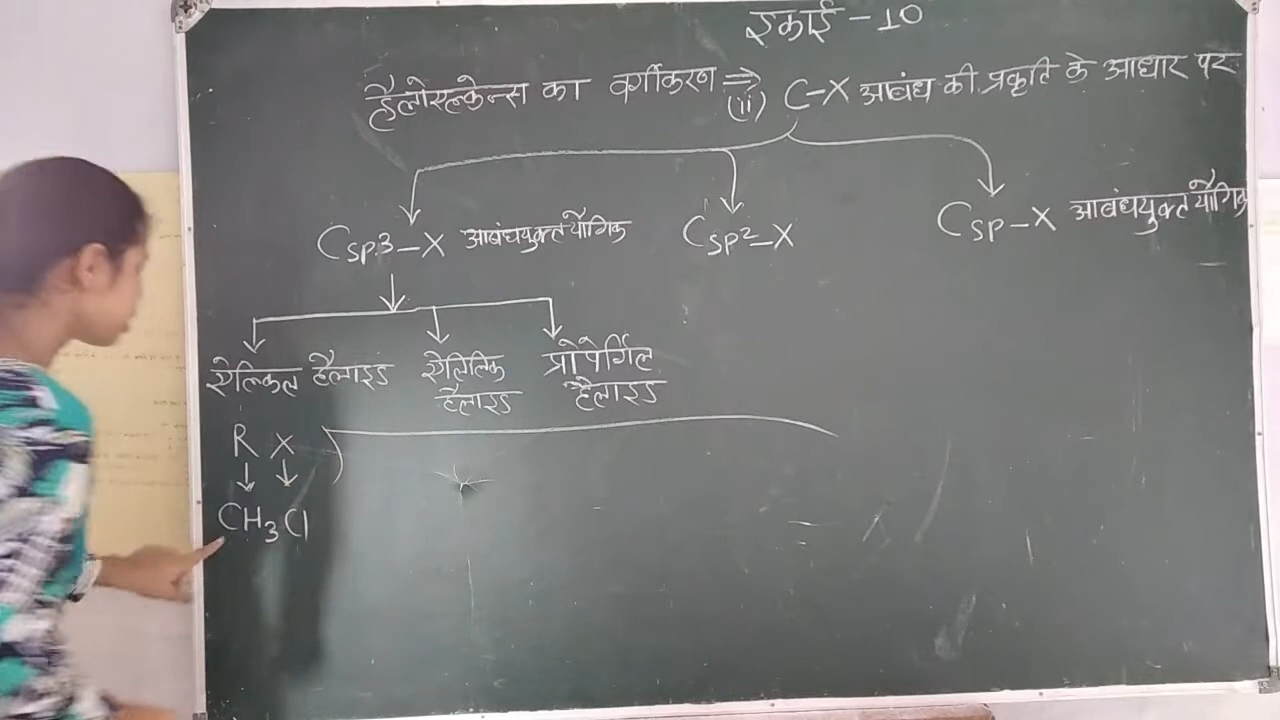 इकाई - 10
हैलोएल्केन्स का वर्गीकरण ⇒ (ii) C-X आबंध की प्रकृति के आधार पर
Csp3-X आबंधयुक्त यौगिक Csp2-X Csp-X आबंधयुक्त यौगिक
ऐल्किल हैलाइड ऐलिलिक हैलाइड प्रोपेर्गिल हैलाइड
R X
CH3Cl